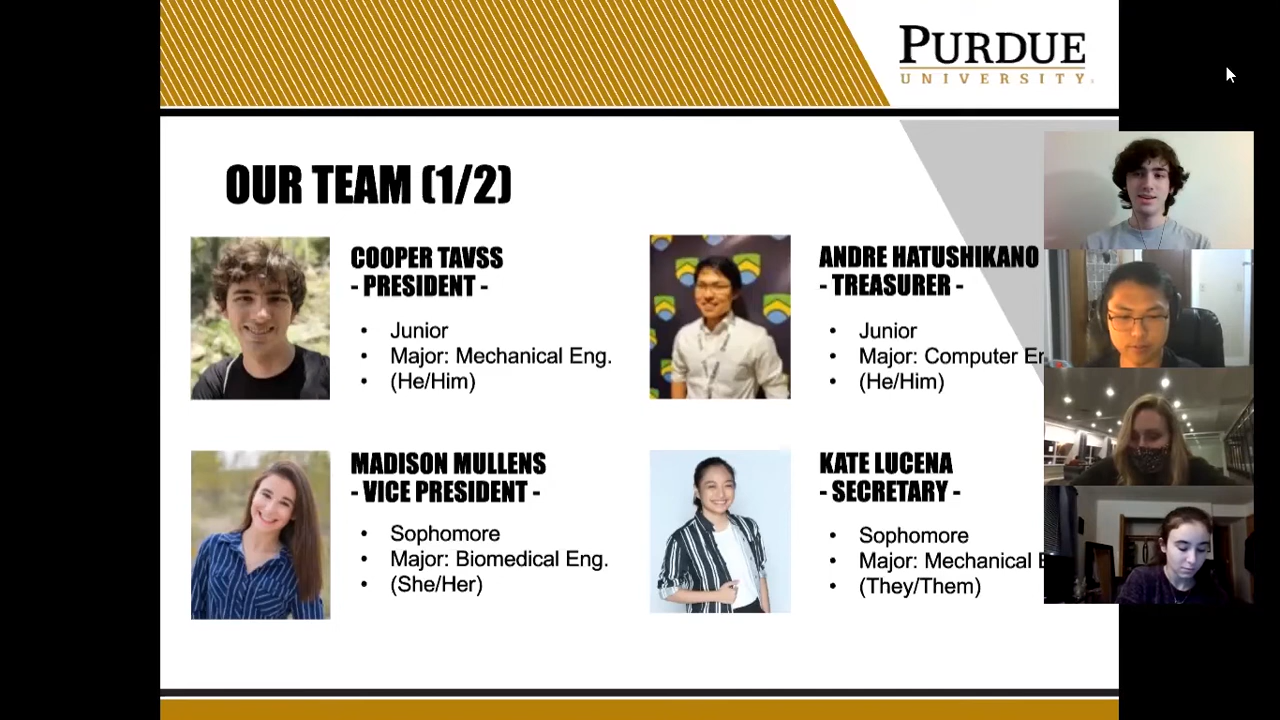 PURDUE
UNIVERSITY
OUR TEAM (1/2)
COOPER TAVSS
- PRESIDENT -
• Junior
• Major: Mechanical Eng.
• (He/Him)
ANDRE HATUSHIKANO
- TREASURER -
• Junior
• Major: Computer En
• (He/Him)
MADISON MULLENS
- VICE PRESIDENT -
• Sophomore
• Major: Biomedical Eng.
• (She/Her)
KATE LUCENA
- SECRETARY -
• Sophomore
• Major: Mechanical E
• (They/Them)